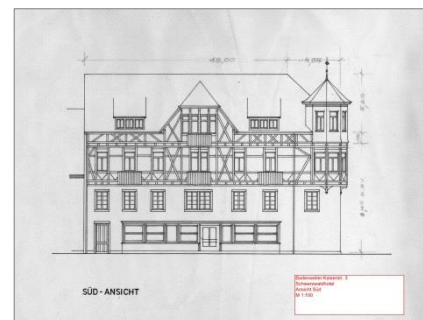 SÜD - ANSICHT
Badenweiler Kaiserstr. 3
Schwarzwaldhotel
Ansicht Süd
M 1:100